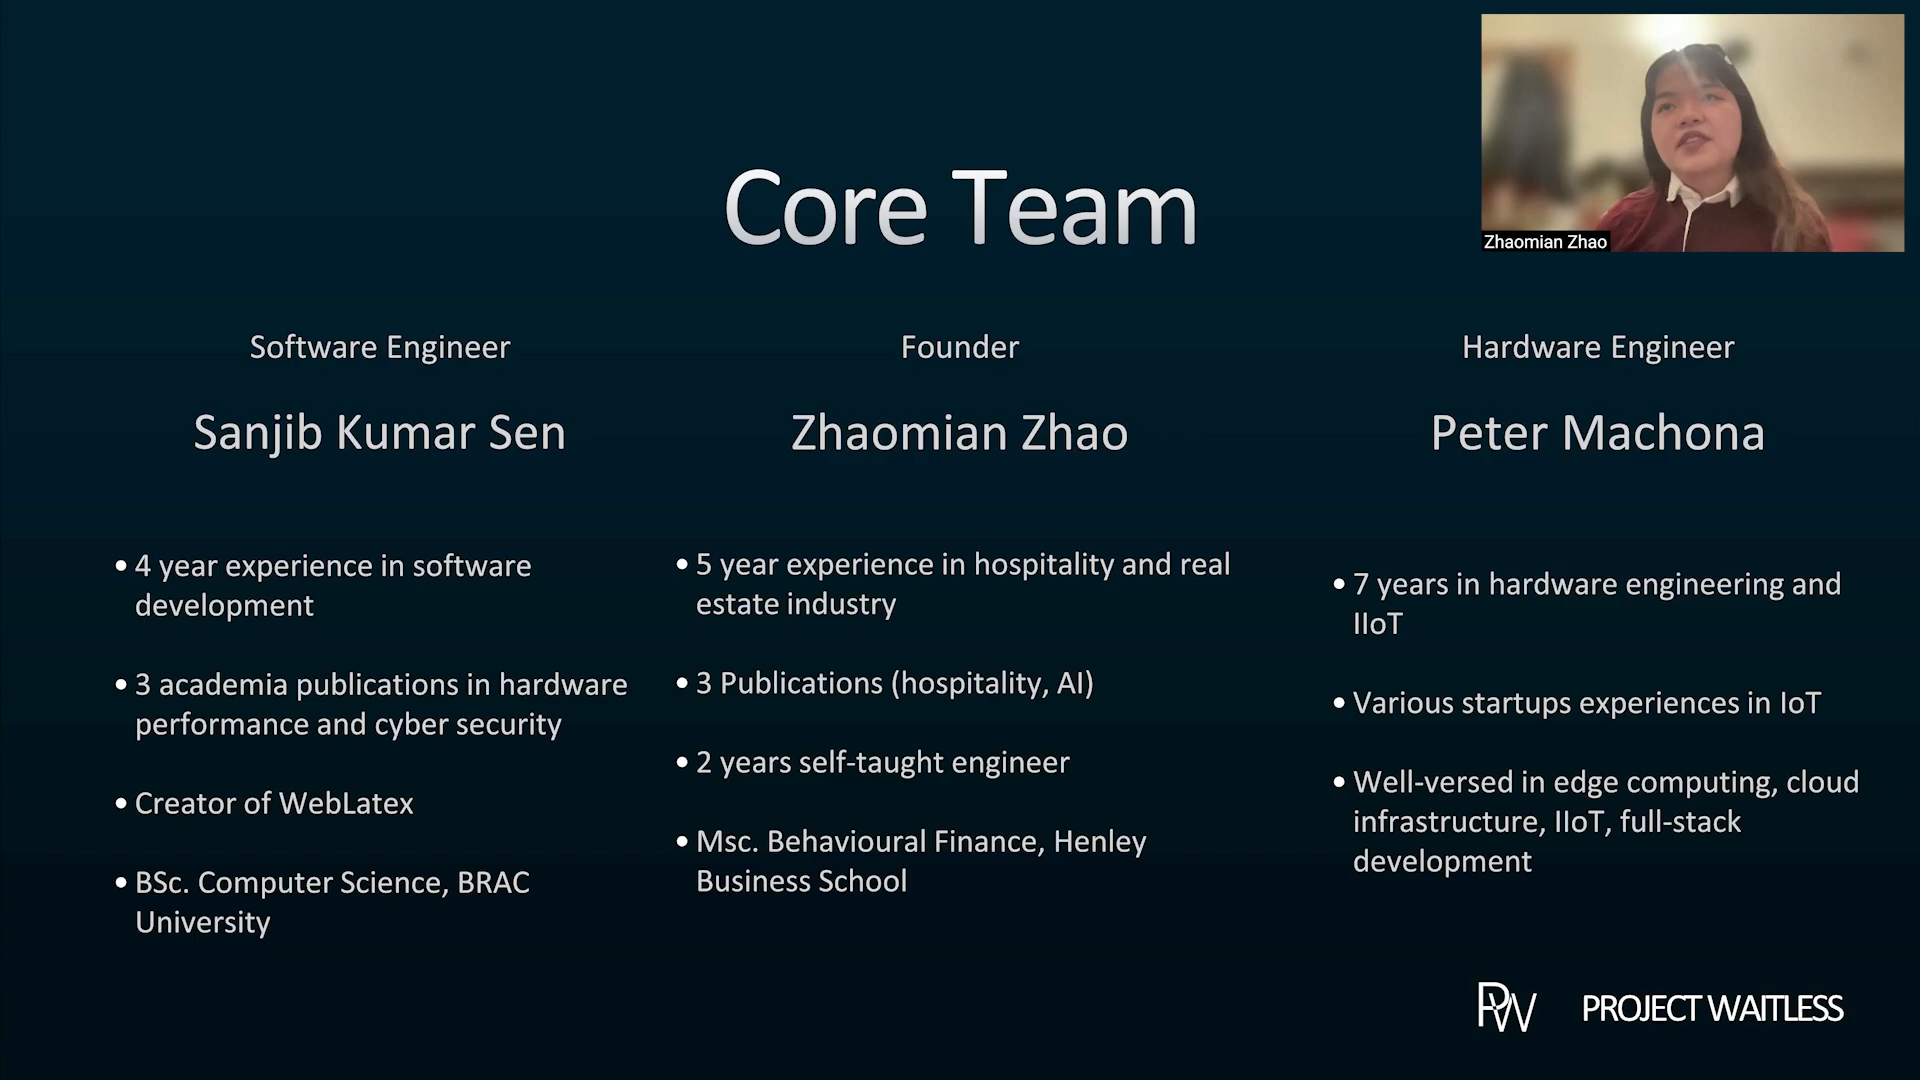 Core Team
Zhaomian Zhao
Software Engineer
Sanjib Kumar Sen
• 4 year experience in software
development
• 3 academia publications in hardware
performance and cyber security
• Creator of WebLatex
• BSc. Computer Science, BRAC
University
Founder
Zhaomian Zhao
• 5 year experience in hospitality and real
estate industry
• 3 Publications (hospitality, AI)
• 2 years self-taught engineer
• Msc. Behavioural Finance, Henley
Business School
Hardware Engineer
Peter Machona
• 7 years in hardware engineering and
IIoT
• Various startups experiences in IoT
• Well-versed in edge computing, cloud
infrastructure, IIoT, full-stack
development
PW PROJECT WAITLESS